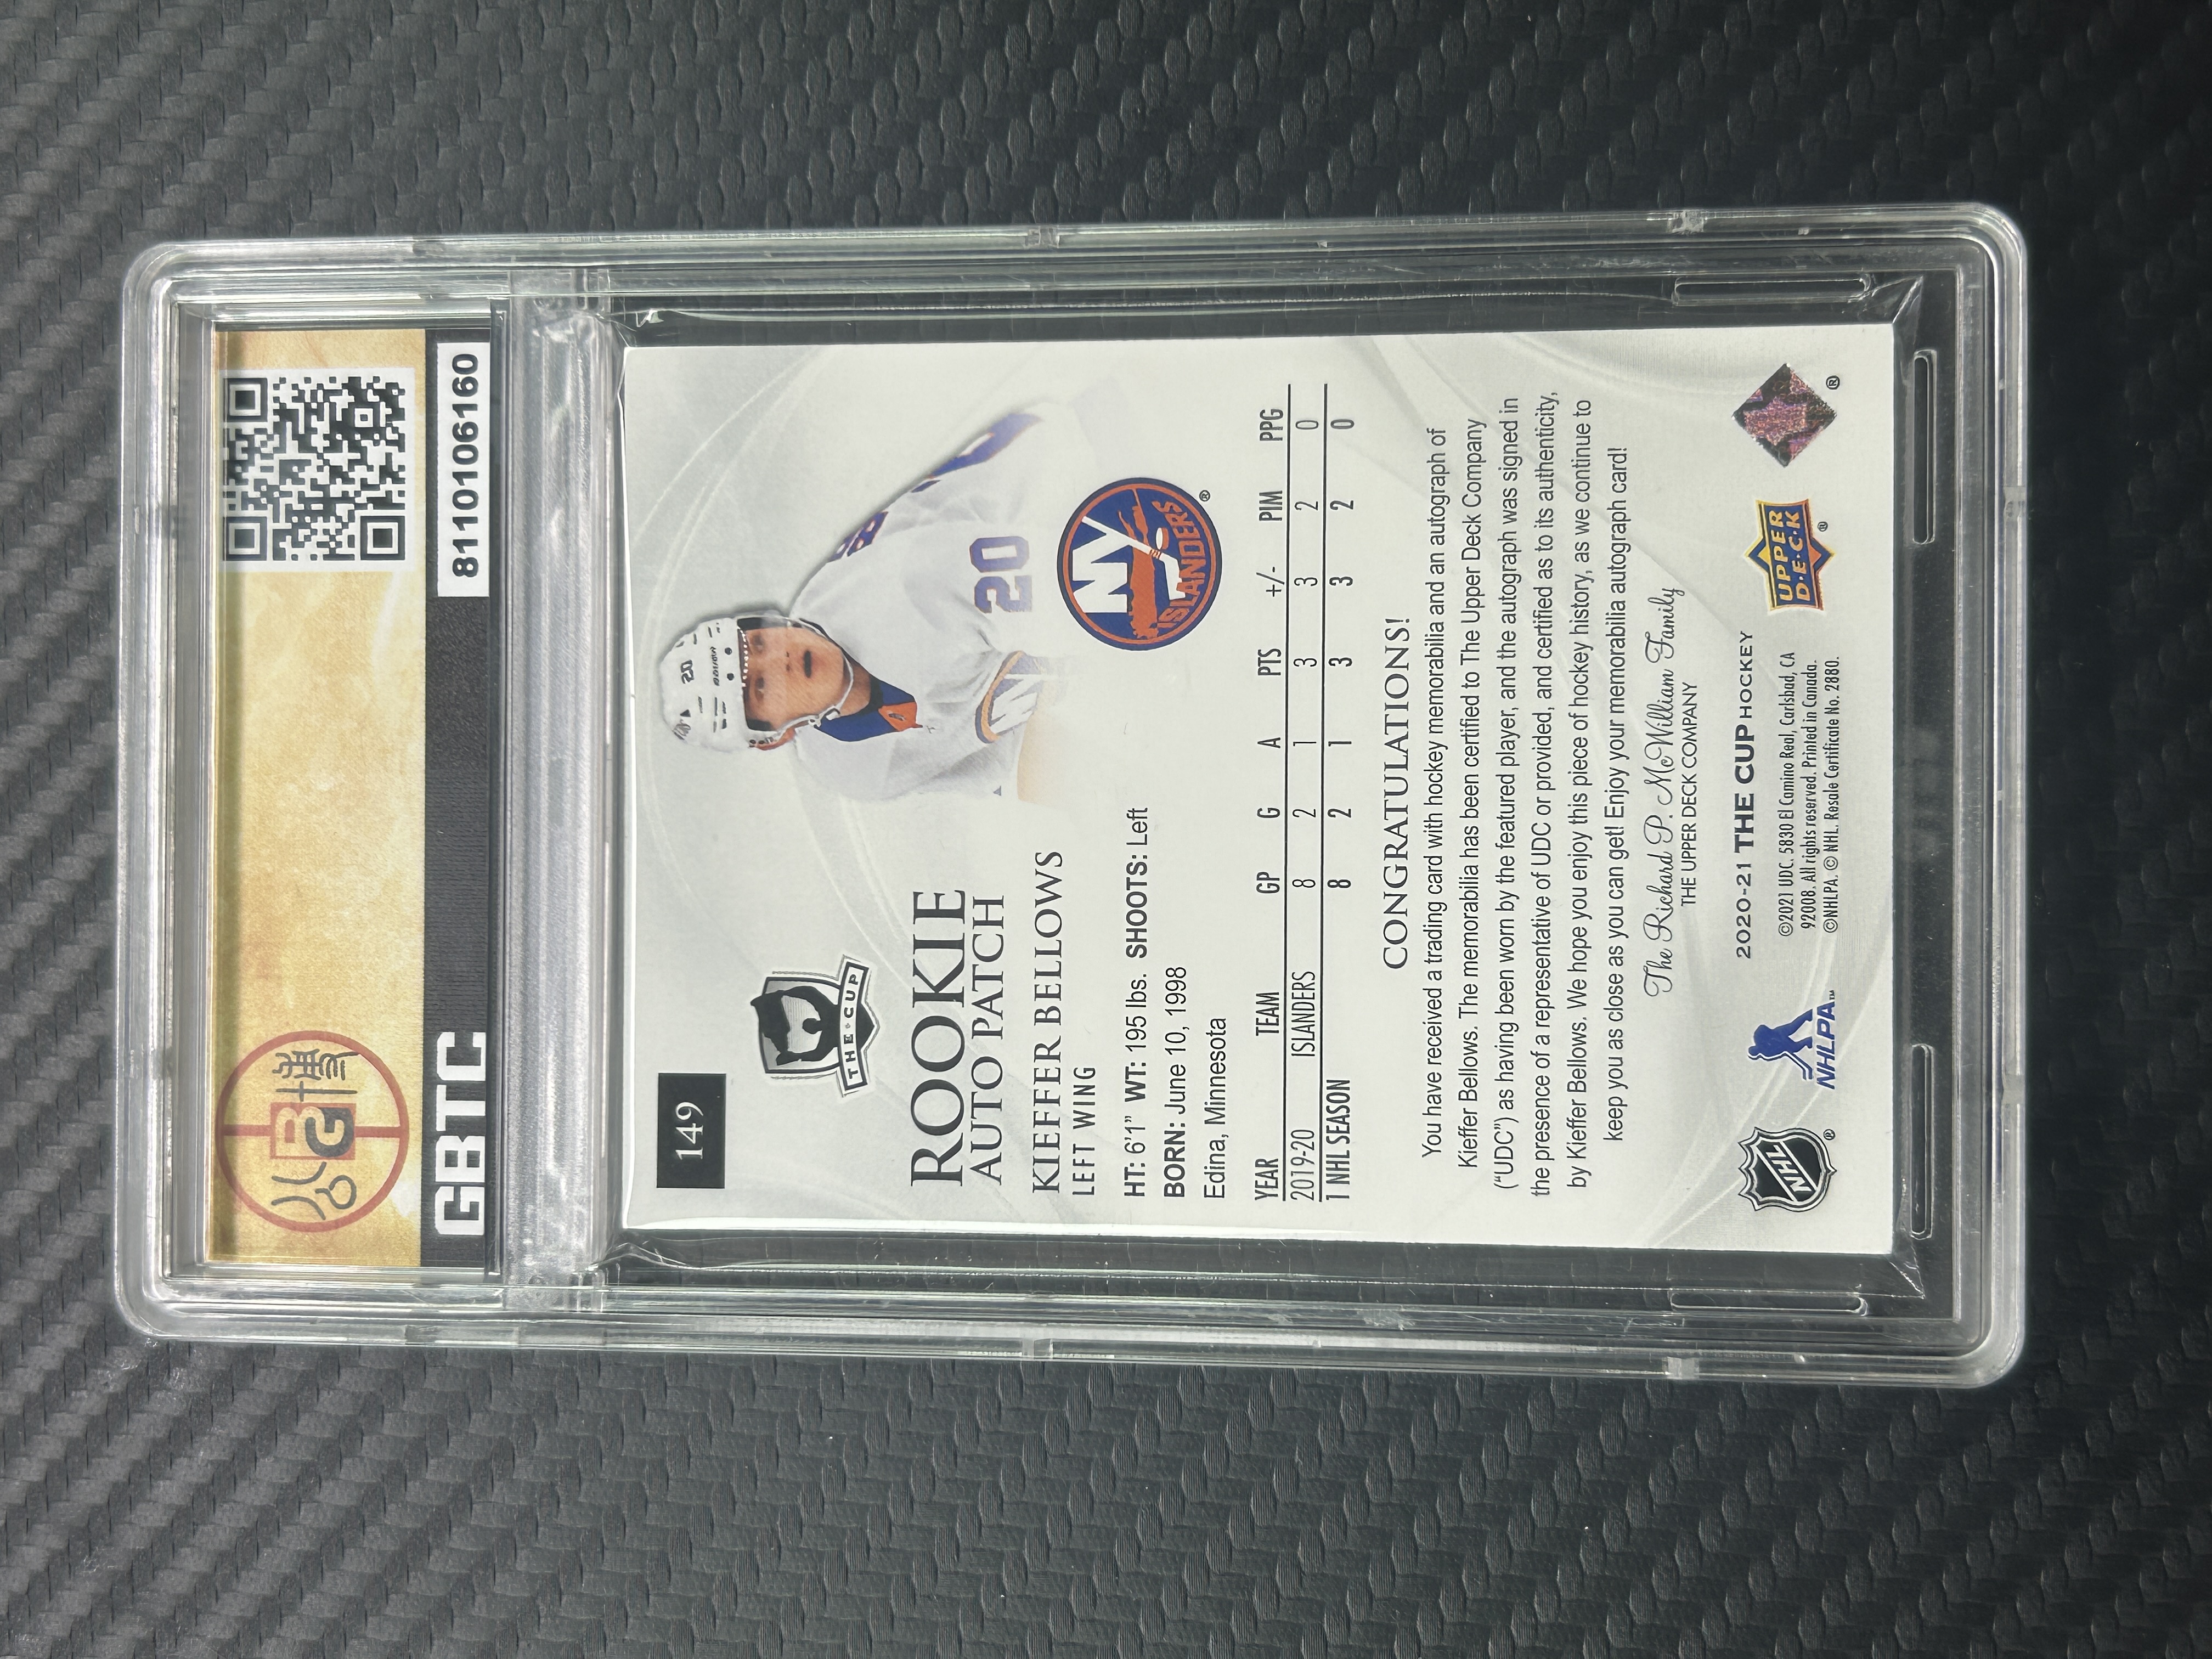 公博
GBTC
8110106160
149
THE CUP
20
BAUER
20
ROOKIE
AUTO PATCH
KIEFFER BELLOWS
LEFT WING
NY
ISLANDERS
®
HT: 6'1" WT: 195 lbs. SHOOTS: Left
BORN: June 10, 1998
Edina, Minnesota
YEAR TEAM GP G A PTS +/- PIM PPG
2019-20 ISLANDERS 8 2 1 3 3 2 0
1 NHL SEASON 8 2 1 3 3 2 0
CONGRATULATIONS!
You have received a trading card with hockey memorabilia and an autograph of
Kieffer Bellows. The memorabilia has been certified to The Upper Deck Company
("UDC") as having been worn by the featured player, and the autograph was signed in
the presence of a representative of UDC or provided, and certified as to its authenticity,
by Kieffer Bellows. We hope you enjoy this piece of hockey history, as we continue to
keep you as close as you can get! Enjoy your memorabilia autograph card!
The Richard P. McWilliam Family
THE UPPER DECK COMPANY
2020-21 THE CUP HOCKEY
NHL ®
NHLPA™
©2021 UDC. 5830 El Camino Real, Carlsbad, CA
92008. All rights reserved. Printed in Canada.
©NHLPA. © NHL. Resale Certificate No. 2880.
UPPER
D·E·C·K ®
®